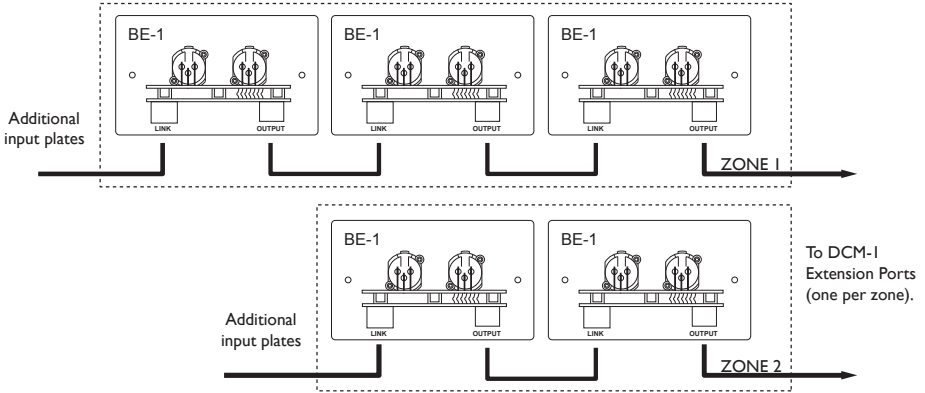 BE-1 BE-1 BE-1
Additional
input plates
LINK OUTPUT LINK OUTPUT LINK OUTPUT
ZONE 1
BE-1 BE-1
To DCM-1
Extension Ports
(one per zone).
Additional
input plates
LINK OUTPUT LINK OUTPUT
ZONE 2